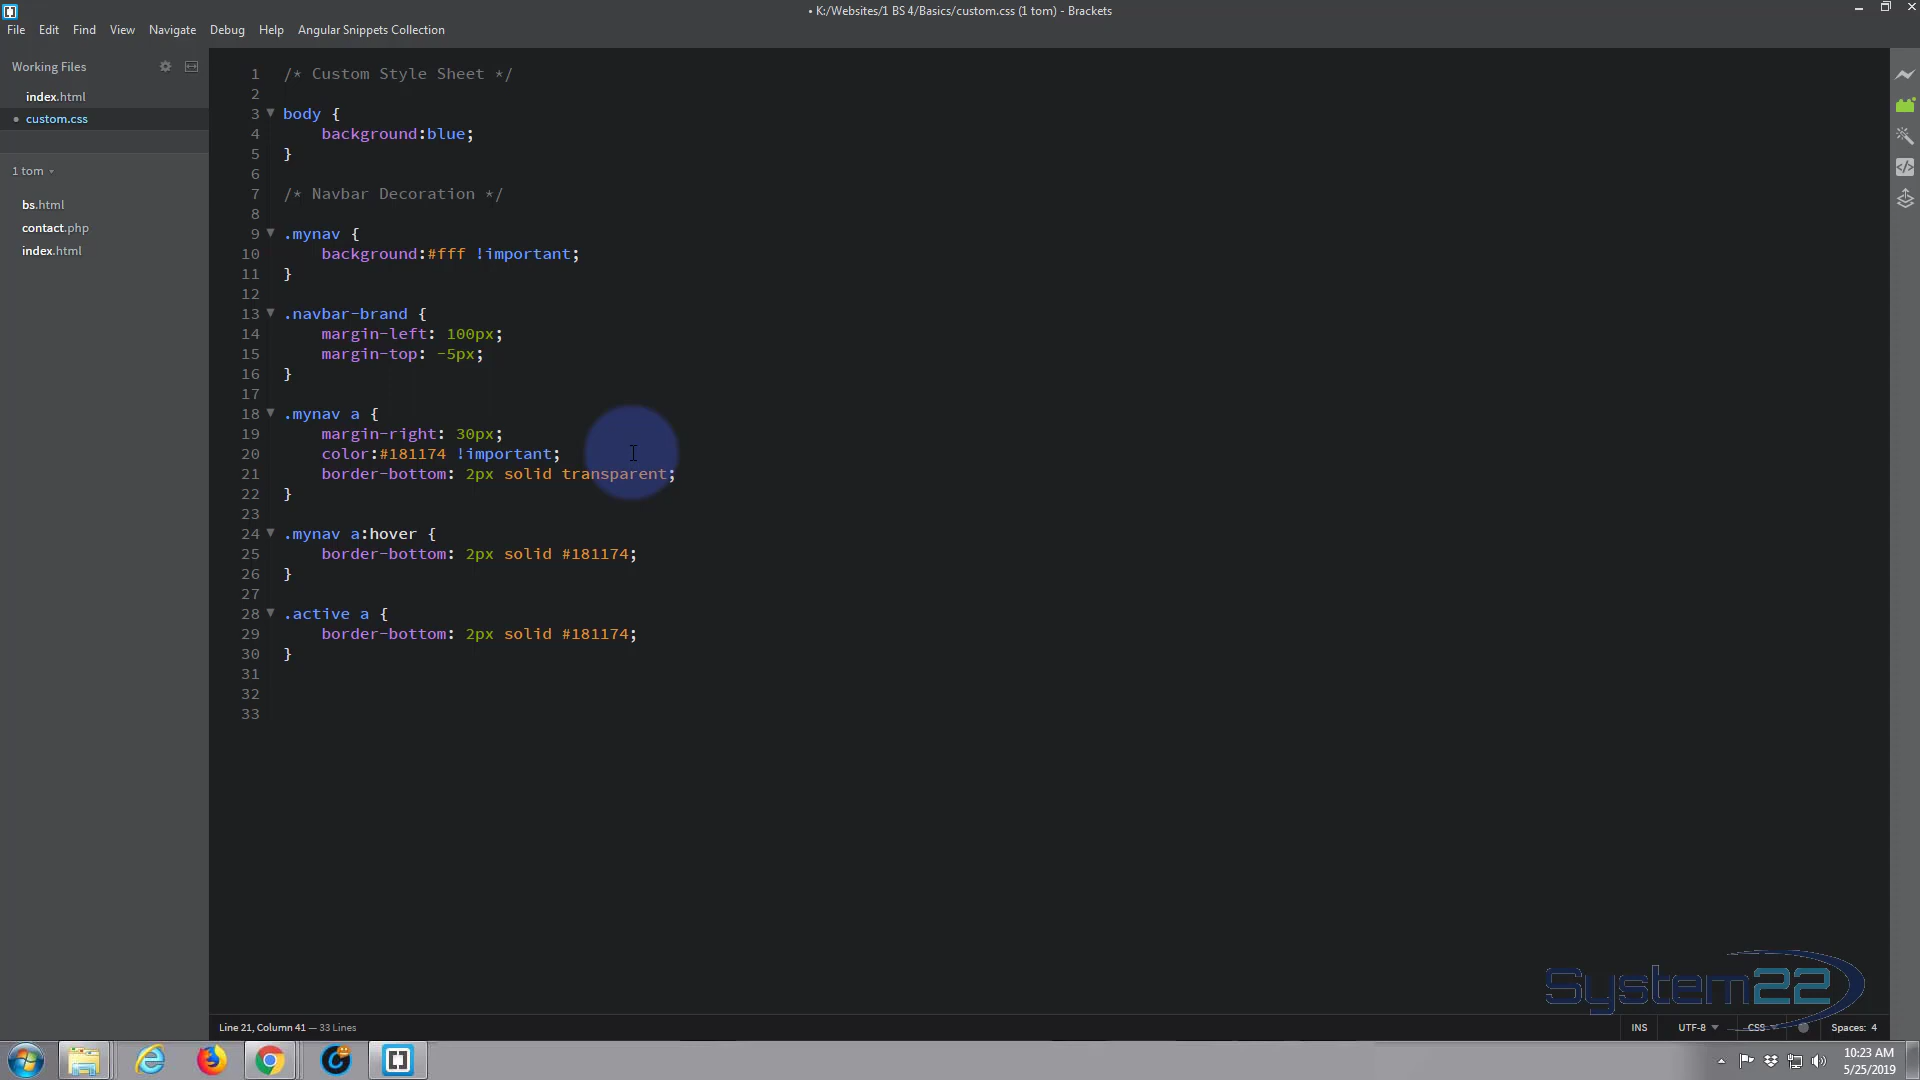 • K:/Websites/1 BS 4/Basics/custom.css (1 tom) - Brackets
File Edit Find View Navigate Debug Help Angular Snippets Collection
Working Files
index.html
• custom.css
1 tom
bs.html
contact.php
index.html
1 /* Custom Style Sheet */
2
3 body {
4 background:blue;
5 }
6
7 /* Navbar Decoration */
8
9 .mynav {
10 background:#fff !important;
11 }
12
13 .navbar-brand {
14 margin-left: 100px;
15 margin-top: -5px;
16 }
17
18 .mynav a {
19 margin-right: 30px;
20 color:#181174 !important;
21 border-bottom: 2px solid transparent;
22 }
23
24 .mynav a:hover {
25 border-bottom: 2px solid #181174;
26 }
27
28 .active a {
29 border-bottom: 2px solid #181174;
30 }
31
32
33
System22
Line 21, Column 41 — 33 Lines
INS UTF-8 CSS Spaces: 4
10:23 AM
5/25/2019